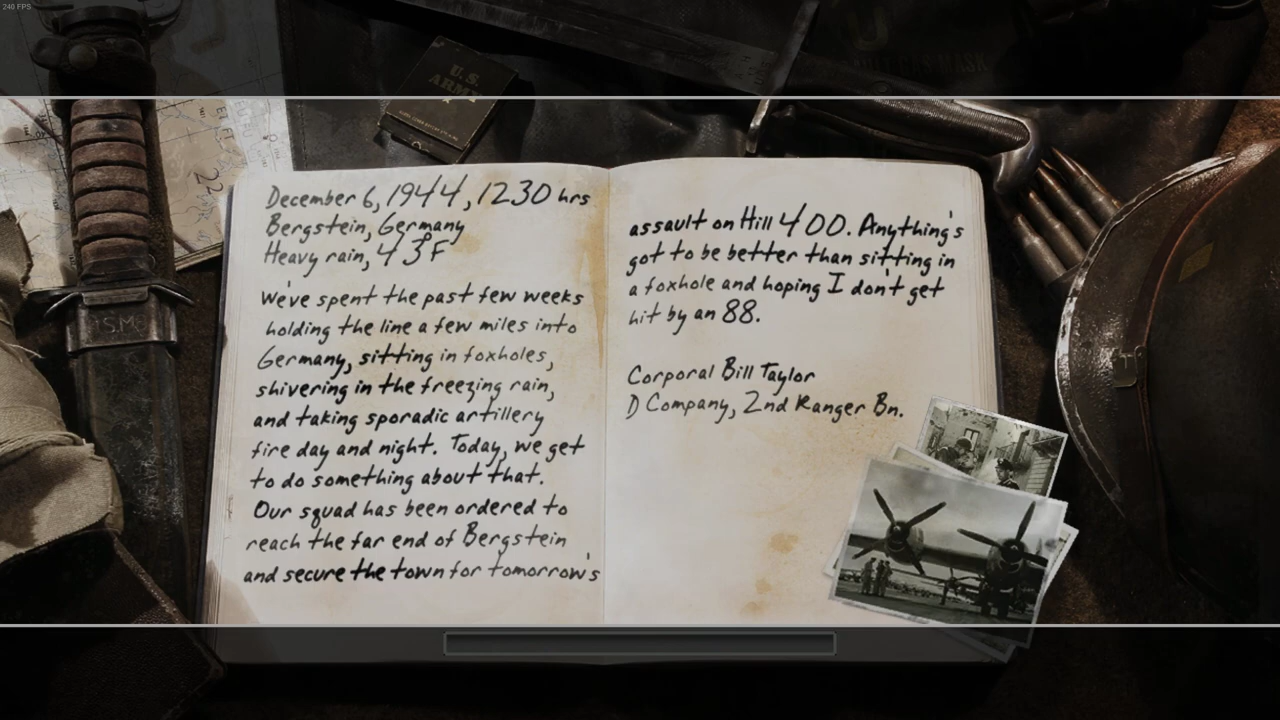 240 FPS
U.S.
ARMY
December 6, 1944, 1230 hrs
Bergstein, Germany
Heavy rain, 43°F
We've spent the past few weeks
holding the line a few miles into
Germany, sitting in foxholes,
shivering in the freezing rain,
and taking sporadic artillery
fire day and night. Today, we get
to do something about that.
Our squad has been ordered to
reach the far end of Bergstein
and secure the town for tomorrow's
assault on Hill 400. Anything's
got to be better than sitting in
a foxhole and hoping I don't get
hit by an 88.
Corporal Bill Taylor
D Company, 2nd Ranger Bn.